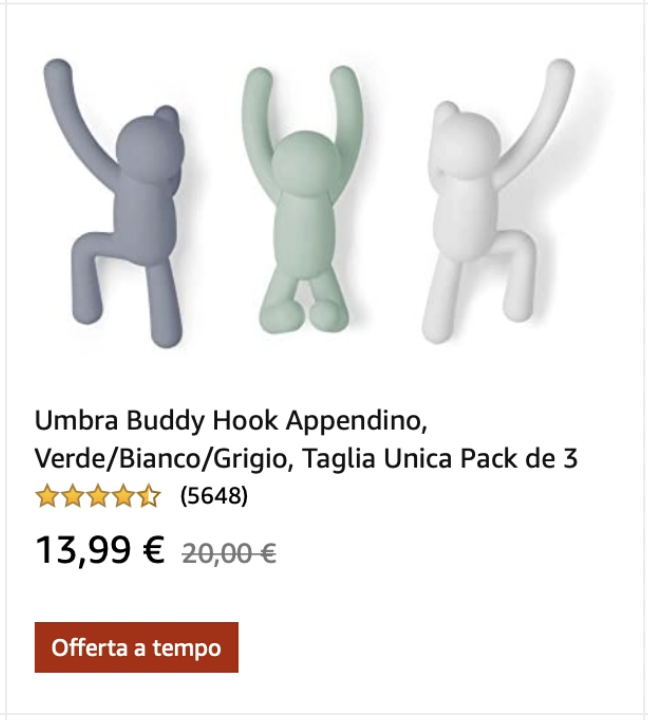 Umbra Buddy Hook Appendino,
Verde/Bianco/Grigio, Taglia Unica Pack de 3
(5648)
13,99 € 20,00 €
Offerta a tempo